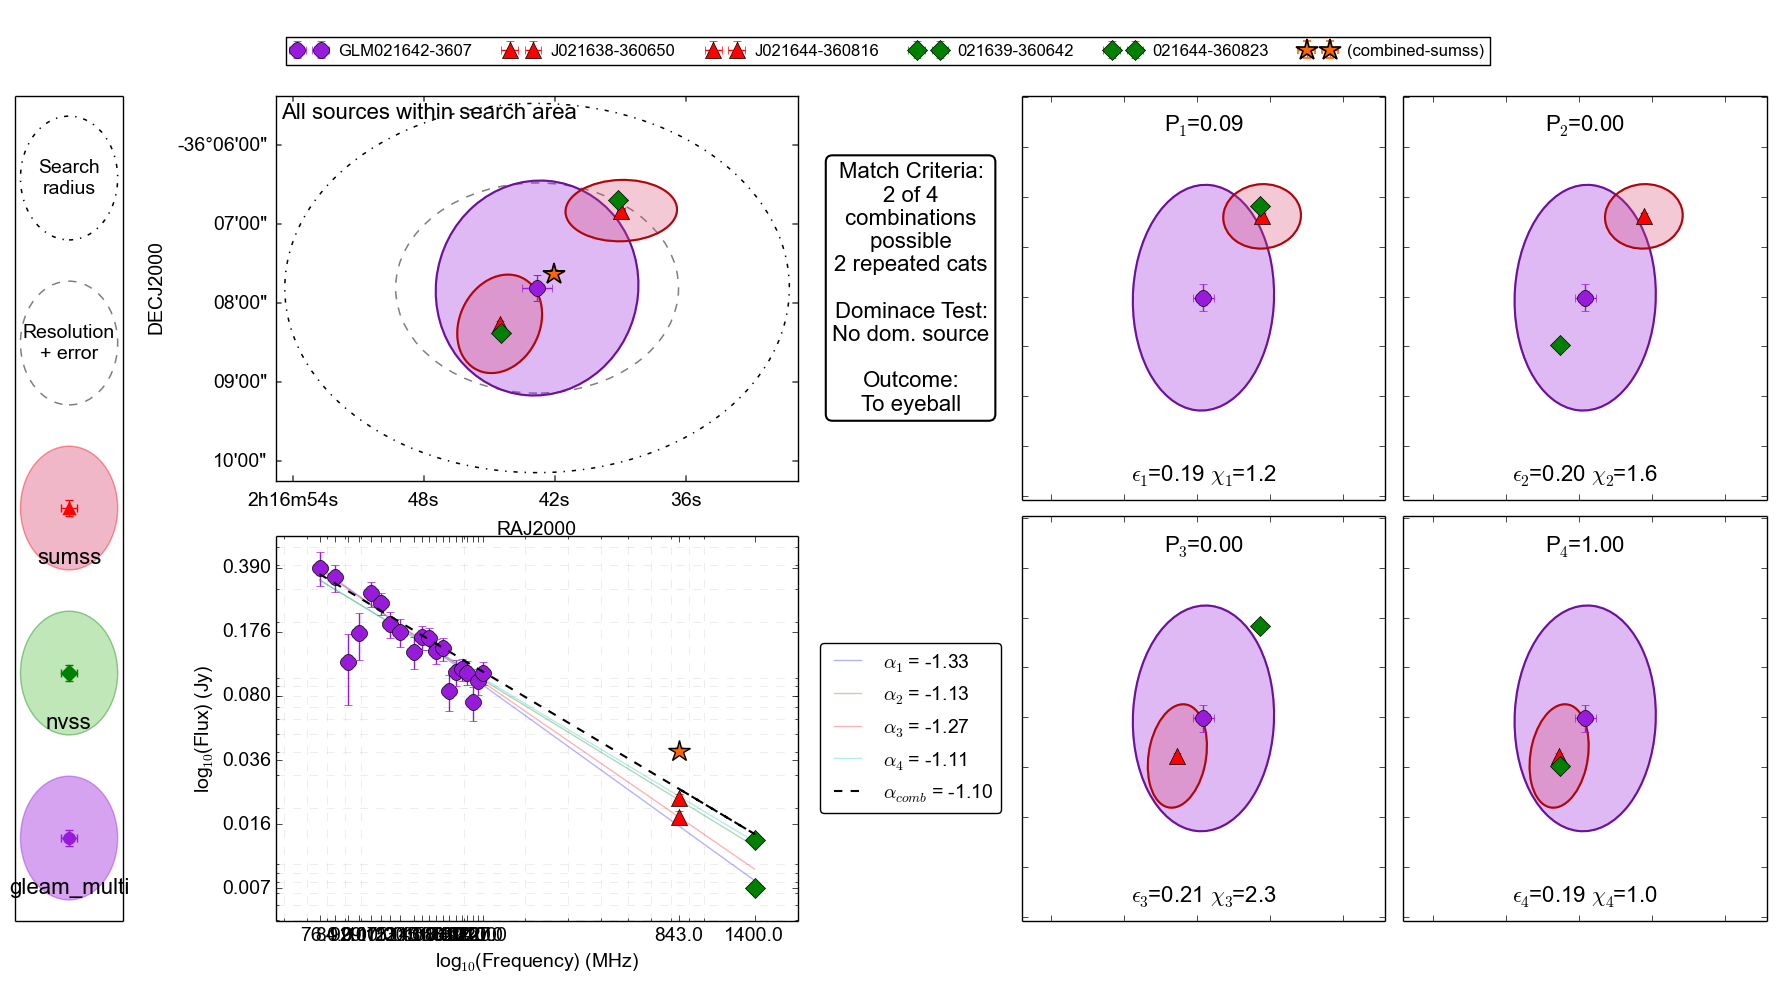 GLM021642-3607 J021638-360650 J021644-360816 021639-360642 021644-360823 (combined-sumss)
Search
radius
Resolution
+ error
sumss
nvss
gleam_multi
All sources within search area
DECJ2000
-36°06'00"
07'00"
08'00"
09'00"
10'00"
2h16m54s 48s 42s 36s
RAJ2000
Match Criteria:
2 of 4
combinations
possible
2 repeated cats
Dominace Test:
No dom. source
Outcome:
To eyeball
P1=0.09
ϵ1=0.19 χ1=1.2
P2=0.00
ϵ2=0.20 χ2=1.6
P3=0.00
ϵ3=0.21 χ3=2.3
P4=1.00
ϵ4=0.19 χ4=1.0
log10(Flux) (Jy)
0.390
0.176
0.080
0.036
0.016
0.007
843.0 1400.0
log10(Frequency) (MHz)
α1 = -1.33
α2 = -1.13
α3 = -1.27
α4 = -1.11
αcomb = -1.10